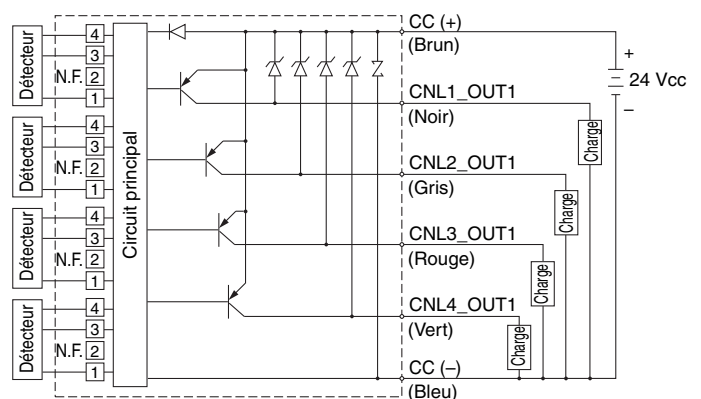 CC (+)
(Brun)
Détecteur
4
3
N.F. 2
1
Circuit principal
+
24 Vcc
–
CNL1_OUT1
(Noir)
Charge
Détecteur
4
3
N.F. 2
1
CNL2_OUT1
(Gris)
Charge
Détecteur
4
3
N.F. 2
1
CNL3_OUT1
(Rouge)
Charge
Détecteur
4
3
N.F. 2
1
CNL4_OUT1
(Vert)
Charge
CC (–)
(Bleu)